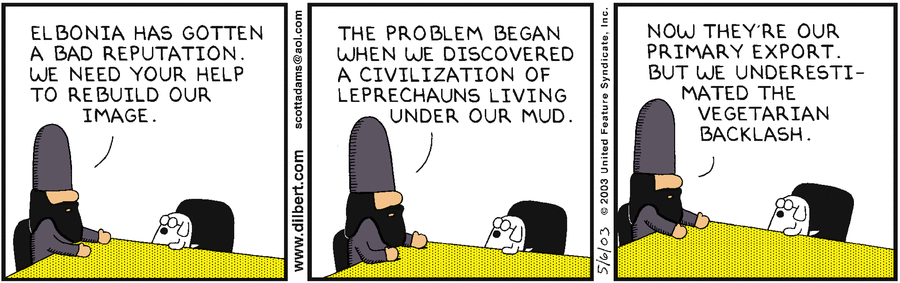 ELBONIA HAS GOTTEN
A BAD REPUTATION.
WE NEED YOUR HELP
TO REBUILD OUR
IMAGE.
www.dilbert.com scottadams@aol.com
THE PROBLEM BEGAN
WHEN WE DISCOVERED
A CIVILIZATION OF
LEPRECHAUNS LIVING
UNDER OUR MUD.
5/6/03 © 2003 United Feature Syndicate, Inc.
NOW THEY'RE OUR
PRIMARY EXPORT.
BUT WE UNDERESTI-
MATED THE
VEGETARIAN
BACKLASH.